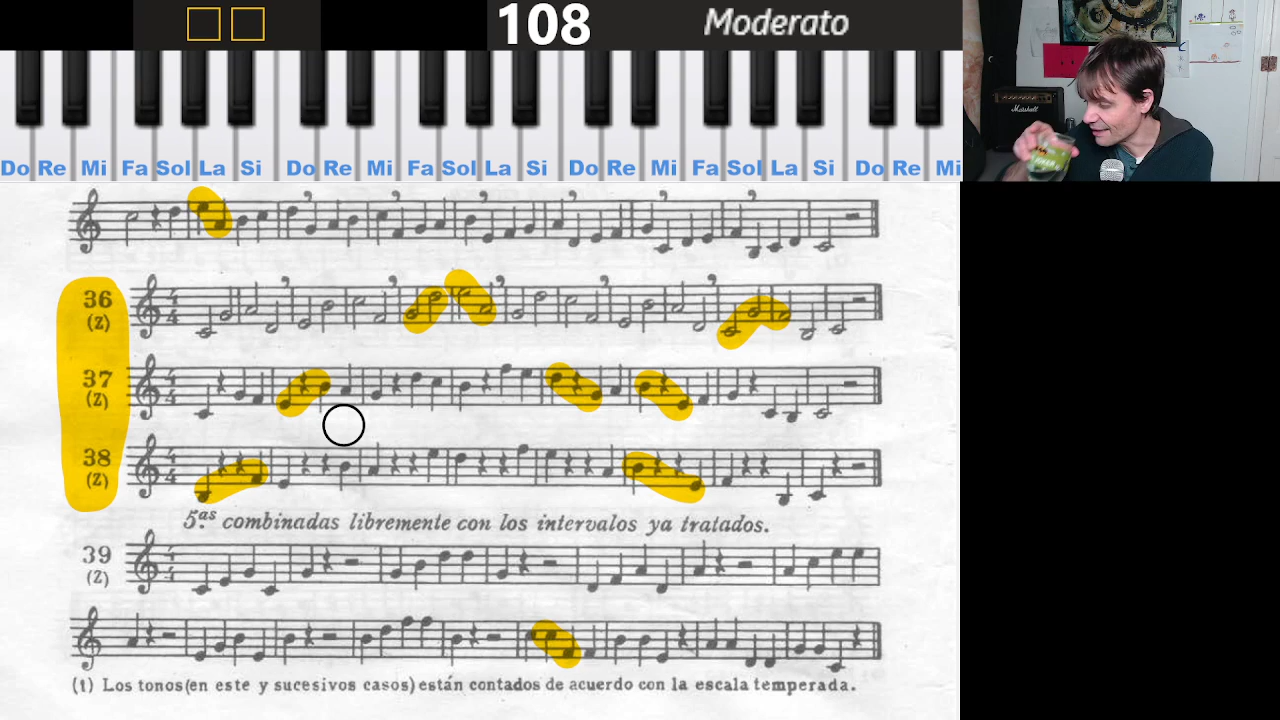 108 Moderato
Marshall
Do Re Mi Fa Sol La Si Do Re Mi Fa Sol La Si Do Re Mi Fa Sol La Si Do Re Mi
36
(Z)
37
(Z)
38
(Z)
5.as combinadas libremente con los intervalos ya tratados.
39
(Z)
(1) Los tonos(en este y sucesivos casos) están contados de acuerdo con la escala temperada.